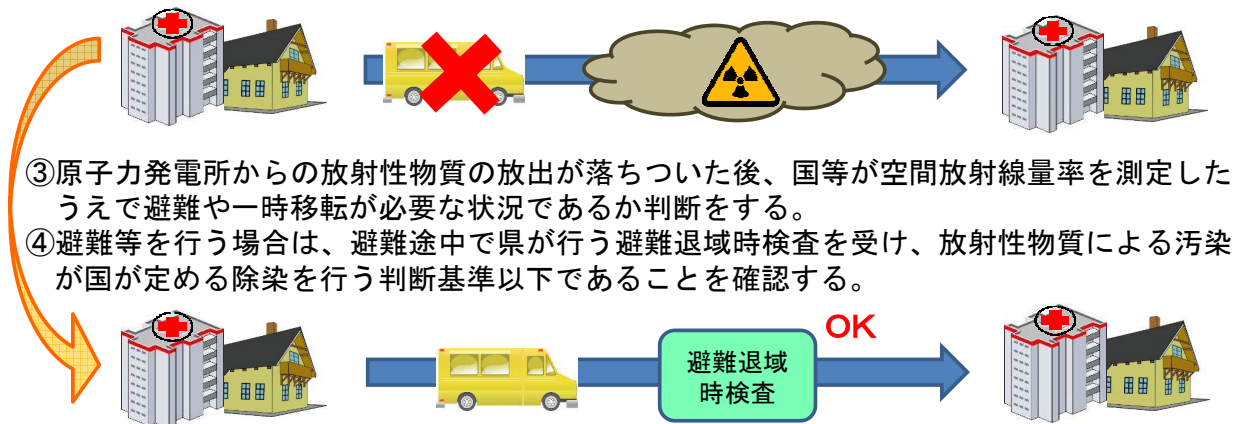 ③原子力発電所からの放射性物質の放出が落ちついた後、国等が空間放射線量率を測定した
うえで避難や一時移転が必要な状況であるか判断をする。
④避難等を行う場合は、避難途中で県が行う避難退域時検査を受け、放射性物質による汚染
が国が定める除染を行う判断基準以下であることを確認する。
OK
避難退域
時検査